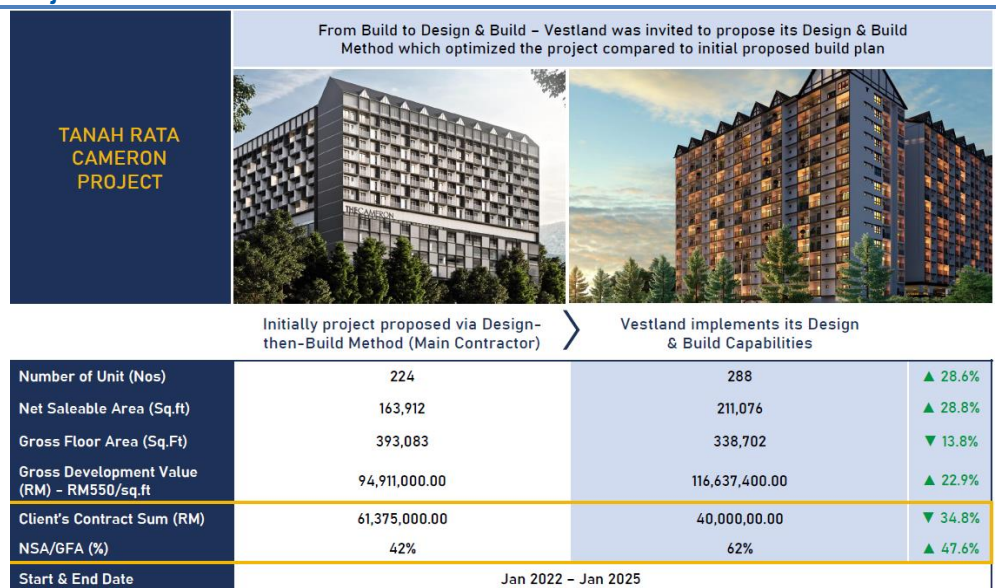 From Build to Design & Build – Vestland was invited to propose its Design & Build
Method which optimized the project compared to initial proposed build plan
TANAH RATA
CAMERON
PROJECT
THECAMERON
Initially project proposed via Design-
then-Build Method (Main Contractor)
Vestland implements its Design
& Build Capabilities
Number of Unit (Nos) 224 288 ▲ 28.6%
Net Saleable Area (Sq.ft) 163,912 211,076 ▲ 28.8%
Gross Floor Area (Sq.Ft) 393,083 338,702 ▼ 13.8%
Gross Development Value
(RM) - RM550/sq.ft 94,911,000.00 116,637,400.00 ▲ 22.9%
Client's Contract Sum (RM) 61,375,000.00 40,000,00.00 ▼ 34.8%
NSA/GFA (%) 42% 62% ▲ 47.6%
Start & End Date Jan 2022 – Jan 2025